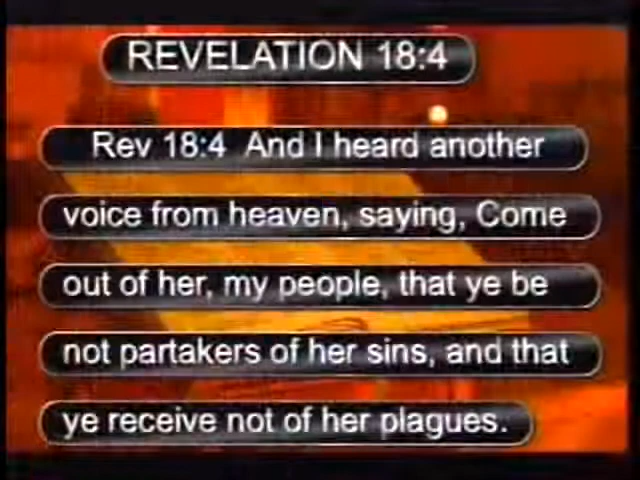 REVELATION 18:4
Rev 18:4 And I heard another
voice from heaven, saying, Come
out of her, my people, that ye be
not partakers of her sins, and that
ye receive not of her plagues.